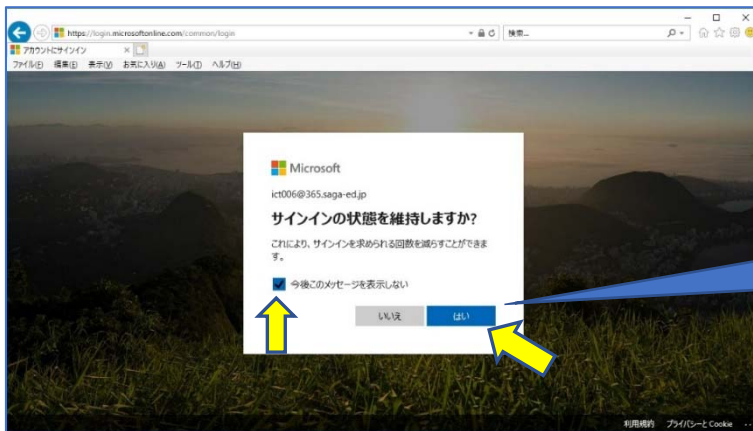 https://login.microsoftonline.com/common/login
検索...
アカウントにサインイン
ファイル(F) 編集(E) 表示(V) お気に入り(A) ツール(T) ヘルプ(H)
Microsoft
ict006@365.saga-ed.jp
サインインの状態を維持しますか?
これにより、サインインを求められる回数を減らすことができま
す。
今後このメッセージを表示しない
いいえ はい
利用規約 プライバシーと Cookie ...